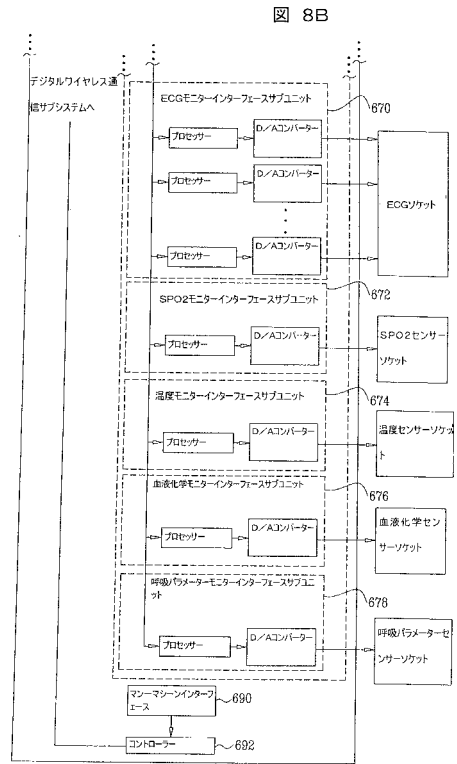 図 8B
デジタルワイヤレス通
信サブシステムへ
ECGモニターインターフェースサブユニット
670
プロセッサー
D/Aコンバーター
プロセッサー
D/Aコンバーター
プロセッサー
D/Aコンバーター
ECGソケット
672
SPO2モニターインターフェースサブユニット
プロセッサー
D/Aコンバーター
SPO2センサー
ソケット
674
温度モニターインターフェースサブユニット
プロセッサー
D/Aコンバーター
温度センサーソケッ
ト
676
血液化学モニターインターフェースサブユニット
プロセッサー
D/Aコンバーター
血液化学セン
サーソケット
678
呼吸パラメーターモニターインターフェースサブユニ
ット
プロセッサー
D/Aコンバーター
呼吸パラメーターセ
ンサーソケット
マンーマシーンインターフ
ェース
690
コントローラー
692